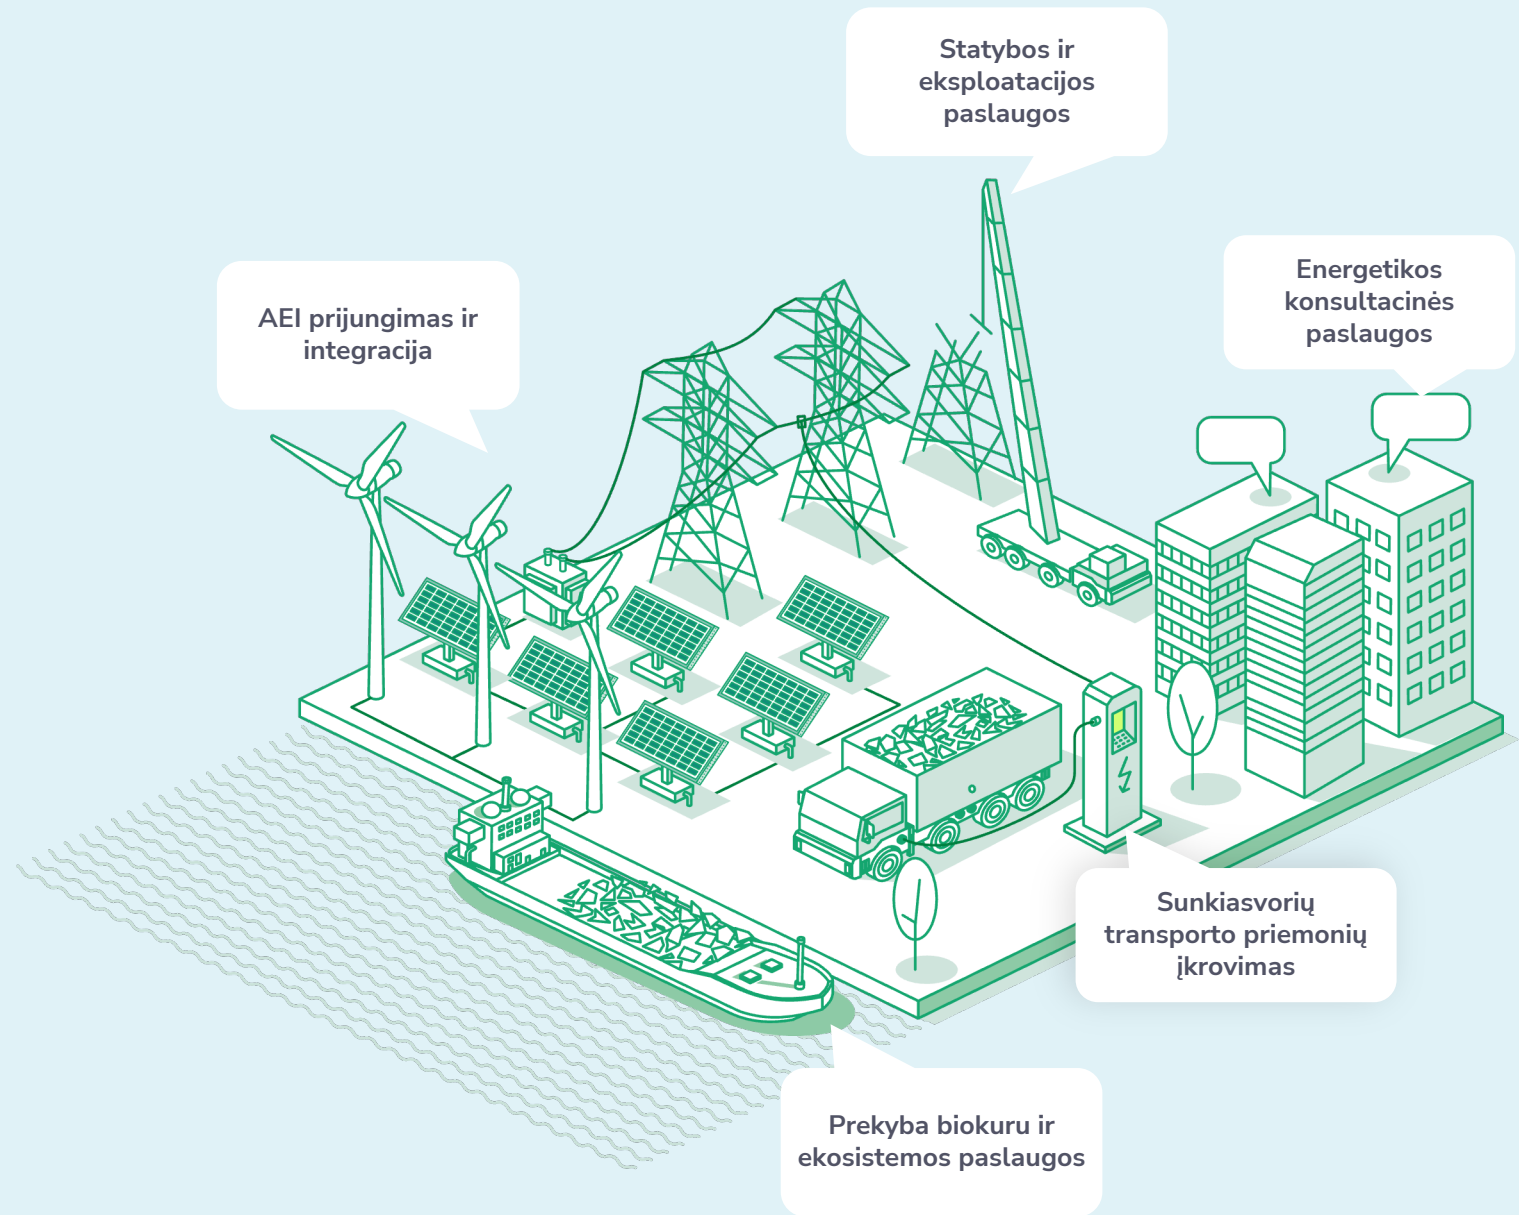 Statybos ir
eksploatacijos
paslaugos
Energetikos
konsultacinės
paslaugos
AEI prijungimas ir
integracija
Sunkiasvorių
transporto priemonių
įkrovimas
Prekyba biokuru ir
ekosistemos paslaugos